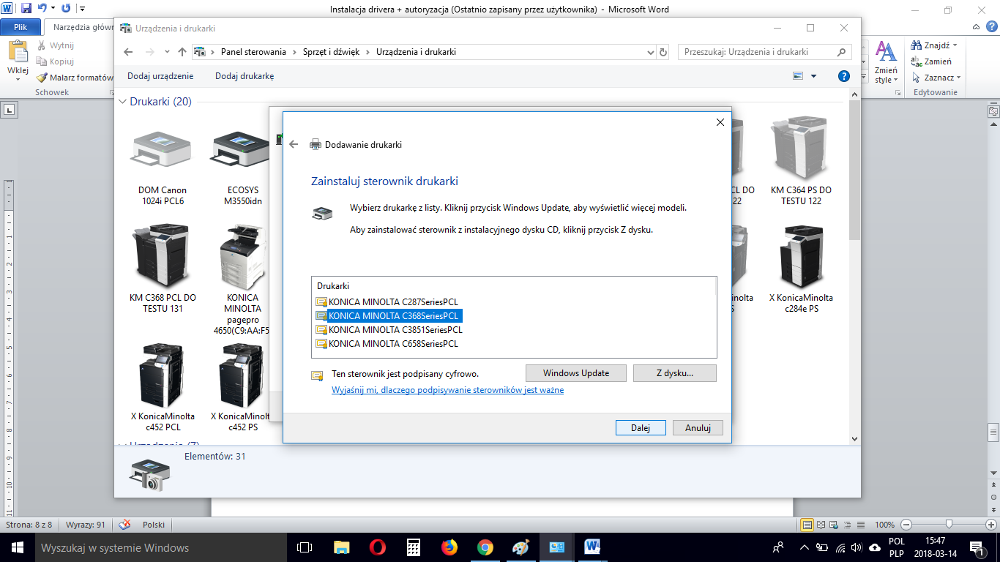 Instalacja drivera + autoryzacja (Ostatnio zapisany przez użytkownika) - Microsoft Word
Plik
Narzędzia główn
Wytnij
Kopiuj
Malarz formatów
Wklej
Schowek
Znajdź
Zamień
Zaznacz
Zmień
style
Edytowanie
Urządzenia i drukarki
Panel sterowania
Sprzęt i dźwięk
Urządzenia i drukarki
Przeszukaj: Urządzenia i drukarki
Dodaj urządzenie
Dodaj drukarkę
Drukarki (20)
DOM Canon
1024i PCL6
ECOSYS
M3550idn
CL DO
22
KM C364 PS DO
TESTU 122
KM C368 PCL DO
TESTU 131
KONICA
MINOLTA
pagepro
4650(C9:AA:F5
inolta
S
X KonicaMinolta
c284e PS
X KonicaMinolta
c452 PCL
X KonicaMinolt
c452 PS
Urządzenia (7)
Elementów: 31
Dodawanie drukarki
Zainstaluj sterownik drukarki
Wybierz drukarkę z listy. Kliknij przycisk Windows Update, aby wyświetlić więcej modeli.
Aby zainstalować sterownik z instalacyjnego dysku CD, kliknij przycisk Z dysku.
Drukarki
KONICA MINOLTA C287SeriesPCL
KONICA MINOLTA C368SeriesPCL
KONICA MINOLTA C3851SeriesPCL
KONICA MINOLTA C658SeriesPCL
Ten sterownik jest podpisany cyfrowo.
Windows Update
Z dysku...
Wyjaśnij mi, dlaczego podpisywanie sterowników jest ważne
Dalej
Anuluj
Strona: 8 z 8
Wyrazy: 91
Polski
100%
Wyszukaj w systemie Windows
POL
PLP
15:47
2018-03-14
1